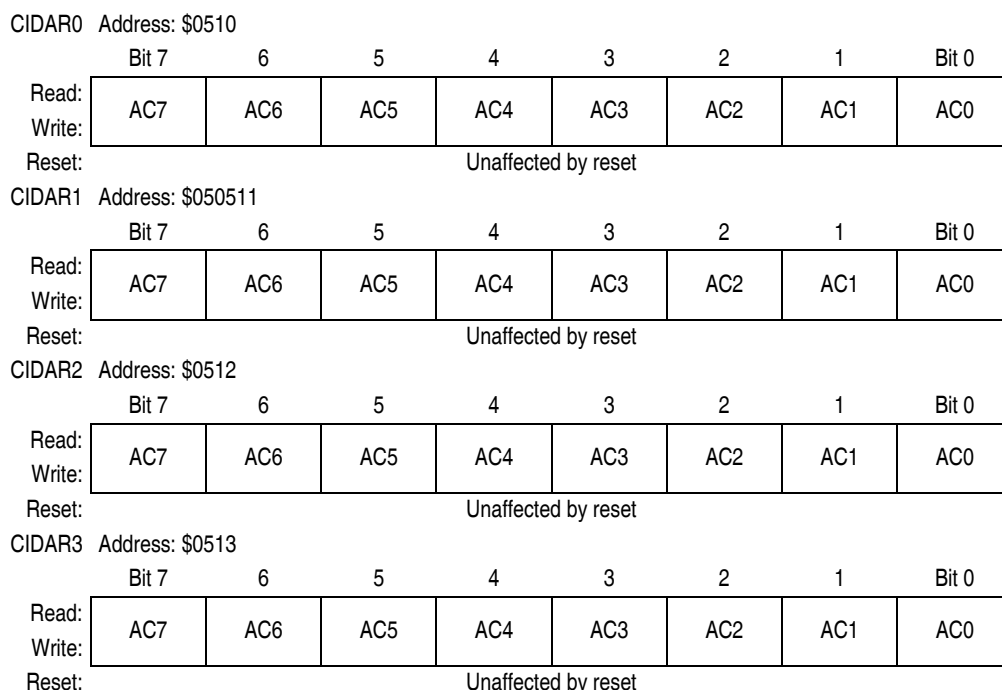 CIDAR0 Address: $0510
Bit 7 6 5 4 3 2 1 Bit 0
Read:
AC7 AC6 AC5 AC4 AC3 AC2 AC1 AC0
Write:
Reset: Unaffected by reset
CIDAR1 Address: $050511
Bit 7 6 5 4 3 2 1 Bit 0
Read:
AC7 AC6 AC5 AC4 AC3 AC2 AC1 AC0
Write:
Reset: Unaffected by reset
CIDAR2 Address: $0512
Bit 7 6 5 4 3 2 1 Bit 0
Read:
AC7 AC6 AC5 AC4 AC3 AC2 AC1 AC0
Write:
Reset: Unaffected by reset
CIDAR3 Address: $0513
Bit 7 6 5 4 3 2 1 Bit 0
Read:
AC7 AC6 AC5 AC4 AC3 AC2 AC1 AC0
Write:
Reset: Unaffected by reset